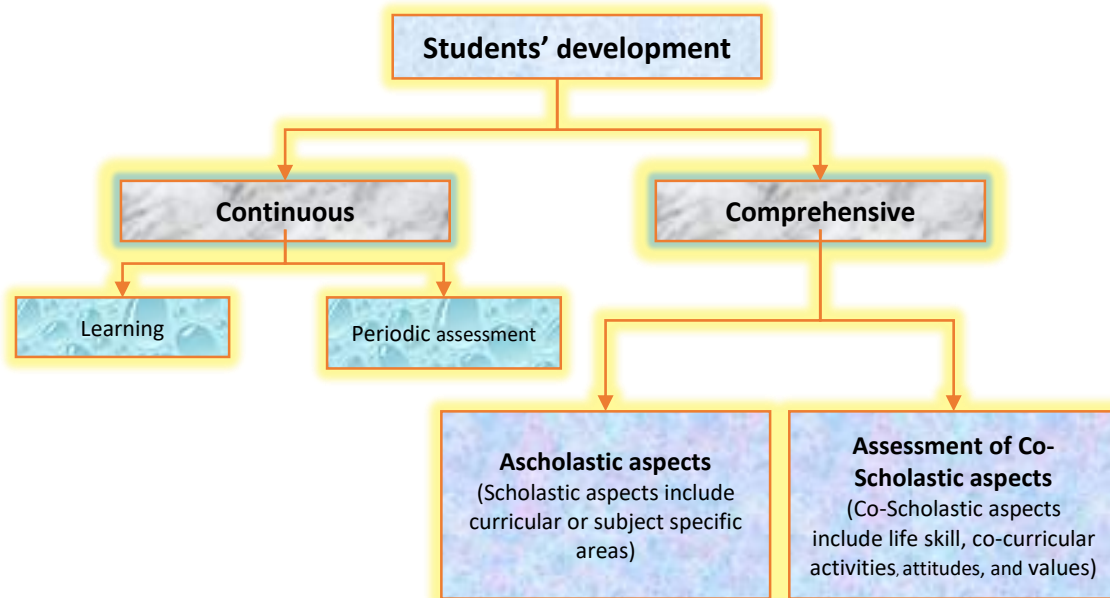 Students’ development
Continuous
Comprehensive
Learning
Periodic assessment
Ascholastic aspects
(Scholastic aspects include
curricular or subject specific
areas)
Assessment of Co-
Scholastic aspects
(Co-Scholastic aspects
include life skill, co-curricular
activities, attitudes, and values)